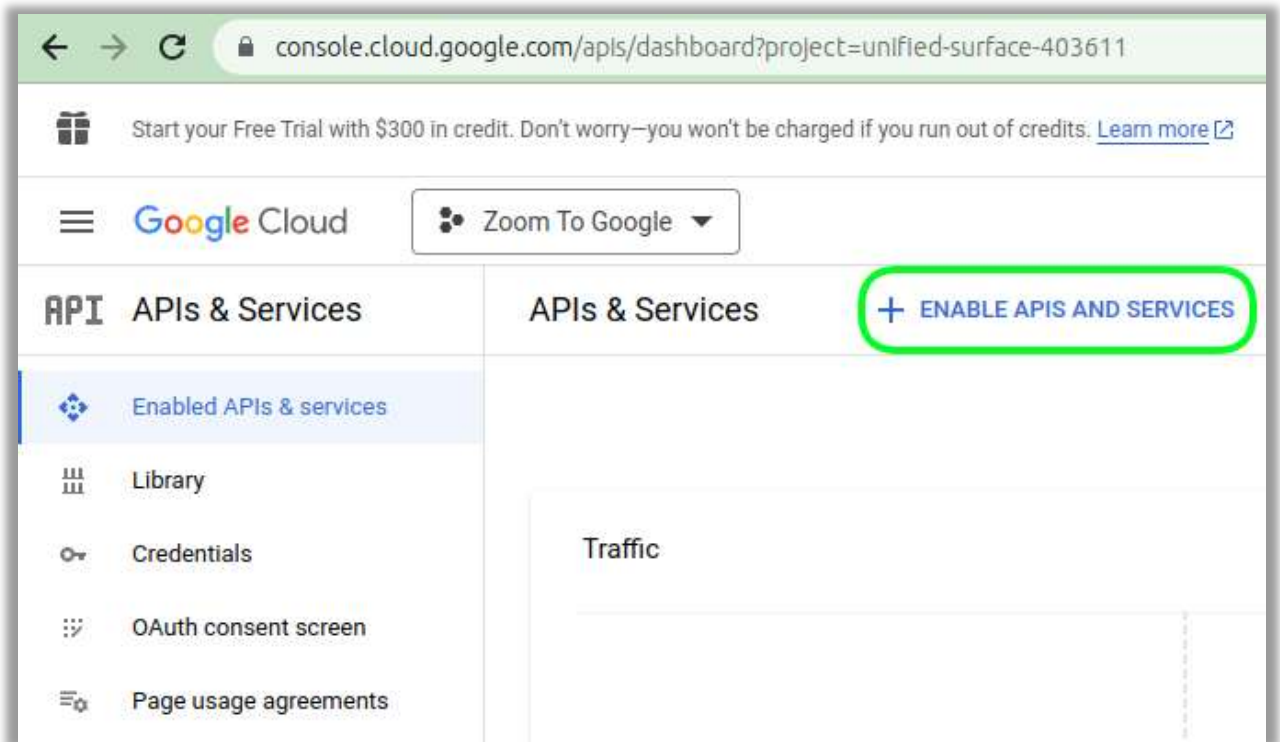 console.cloud.google.com/apis/dashboard?project=unified-surface-403611
Start your Free Trial with $300 in credit. Don't worry—you won't be charged if you run out of credits. Learn more
Google Cloud
Zoom To Google
API APIs & Services
APIs & Services
+ ENABLE APIS AND SERVICES
Enabled APIs & services
Library
Credentials
OAuth consent screen
Page usage agreements
Traffic